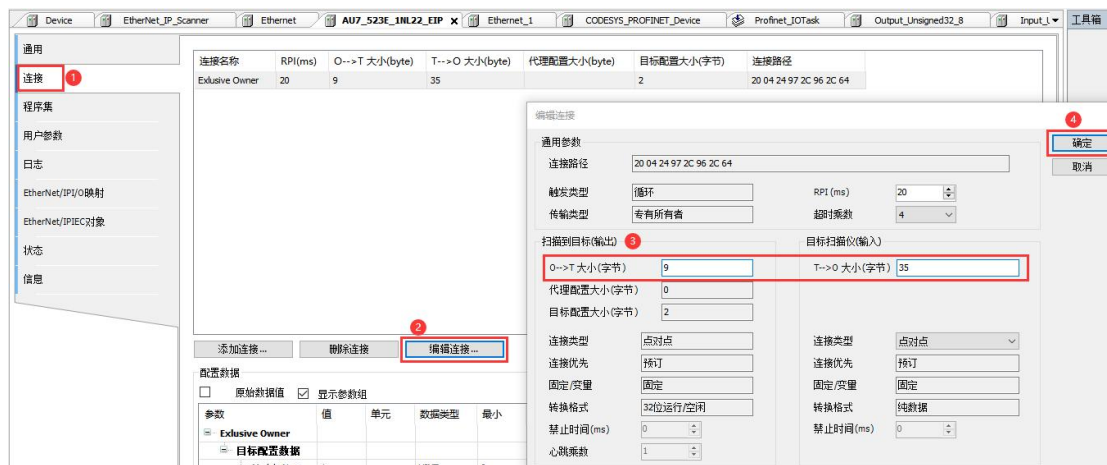 Device EtherNet_IP_Scanner Ethernet AU7_523E_1NL22_EIP Ethernet_1 CODESYS_PROFINET_Device Profinet_IOTask Output_Unsigned32_8 工具箱
通用
连接 1
程序集
用户参数
日志
EtherNet/IPI/O映射
EtherNet/IPIEC对象
状态
信息
连接名称 RPI(ms) O-->T 大小(byte) T-->O 大小(byte) 代理配置大小(byte) 目标配置大小(字节) 连接路径
Exlusive Owner 20 9 35 2 20 04 24 97 2C 96 2C 64
2
添加连接... 删除连接 编辑连接...
配置数据
原始数据值 显示参数组
参数 值 单元 数据类型 最小
Exlusive Owner
目标配置数据
编辑连接
4
确定
取消
通用参数
连接路径 20 04 24 97 2C 96 2C 64
触发类型 循环 RPI (ms) 20
传输类型 专有所有者 超时乘数 4
扫描到目标(输出) 3 目标扫描仪(输入)
O-->T 大小(字节) 9 T-->O 大小(字节) 35
代理配置大小(字节) 0
目标配置大小(字节) 2
连接类型 点对点 连接类型 点对点
连接优先 预订 连接优先 预订
固定/变量 固定 固定/变量 固定
转换格式 32位运行/空闲 转换格式 纯数据
禁止时间(ms) 0 禁止时间(ms) 0
心跳乘数 1